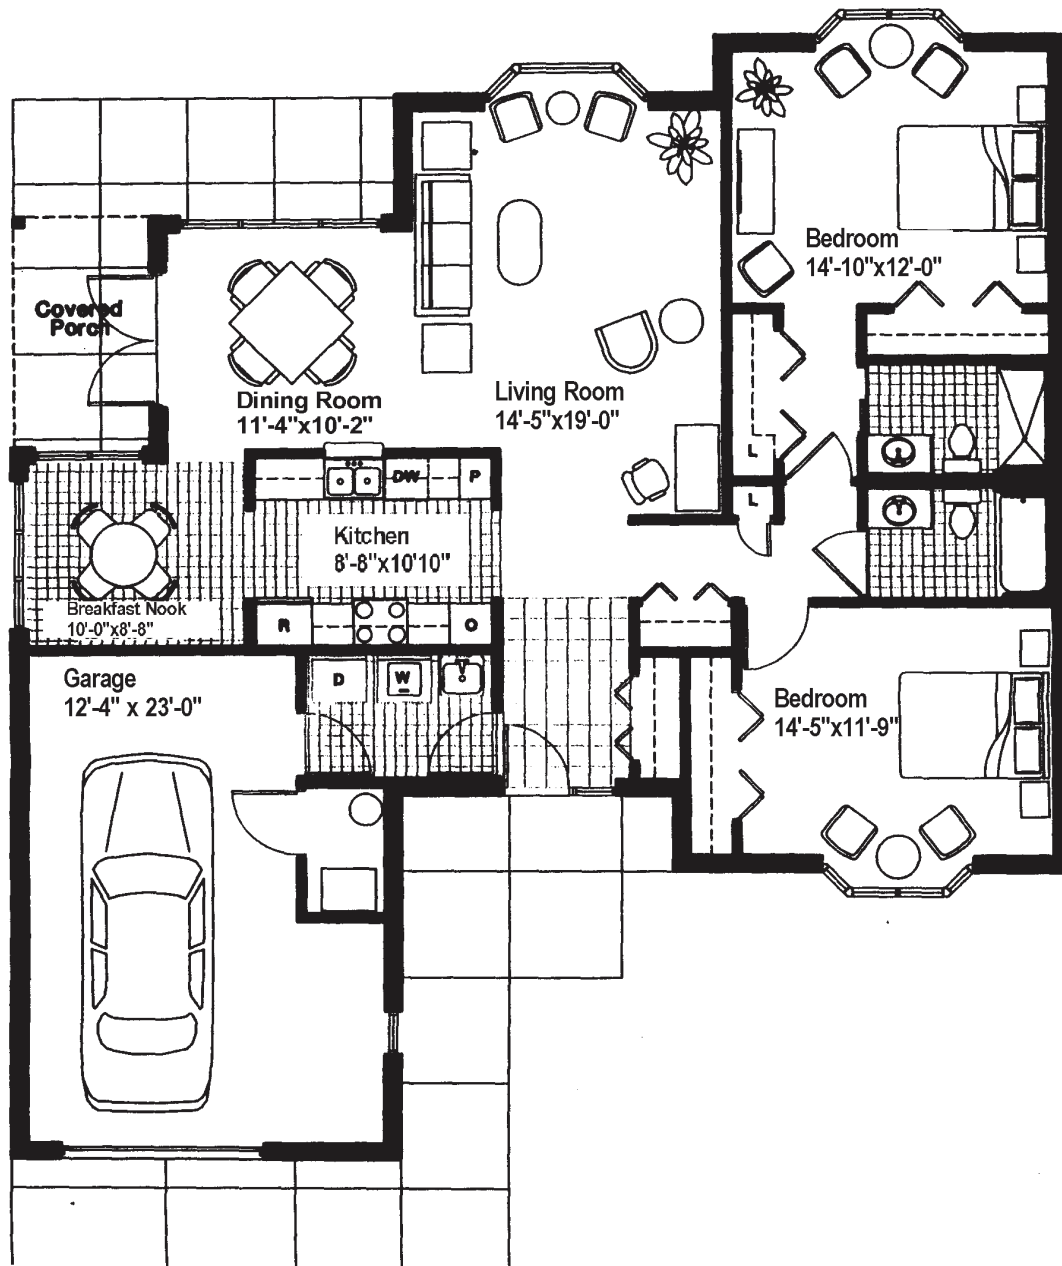 Bedroom
14'-10"x12'-0"
Covered
Porch
Dining Room
11'-4"x10'-2"
Living Room
14'-5"x19'-0"
L
DW
P
L
Kitchen
8'-8"x10'10"
Breakfast Nook
10'-0"x8'-8"
R
O
Garage
12'-4" x 23'-0"
D
W
Bedroom
14'-5"x11'-9"